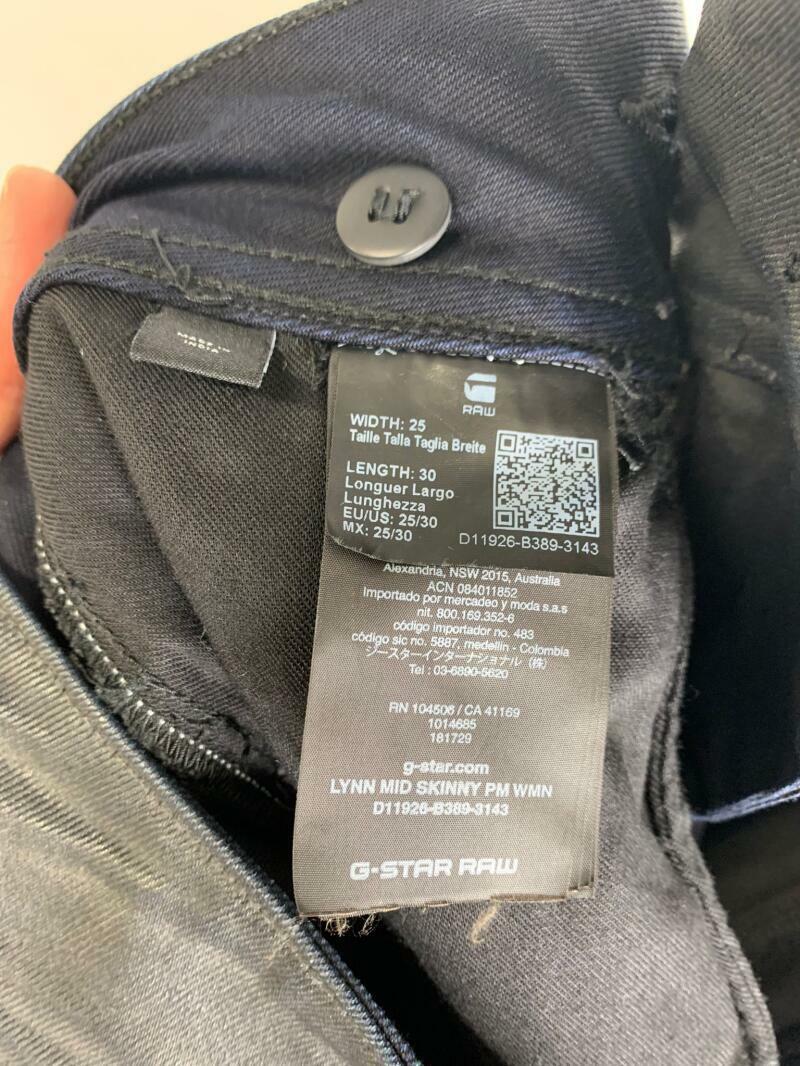 MADE IN
INDIA
RAW
WIDTH: 25
Taille Talla Taglia Breite
LENGTH: 30
Longuer Largo
Lunghezza
EU/US: 25/30
MX: 25/30
D11926-B389-3143
Alexandria, NSW 2015, Australia
ACN 084011852
Importado por mercadeo y moda s.a.s
nit. 800.169.352-6
código importador no. 483
código sic no. 5887, medellin - Colombia
ジースターインターナショナル (株)
Tel : 03-6890-5620
RN 104506 / CA 41169
1014685
181729
g-star.com
LYNN MID SKINNY PM WMN
D11926-B389-3143
G-STAR RAW